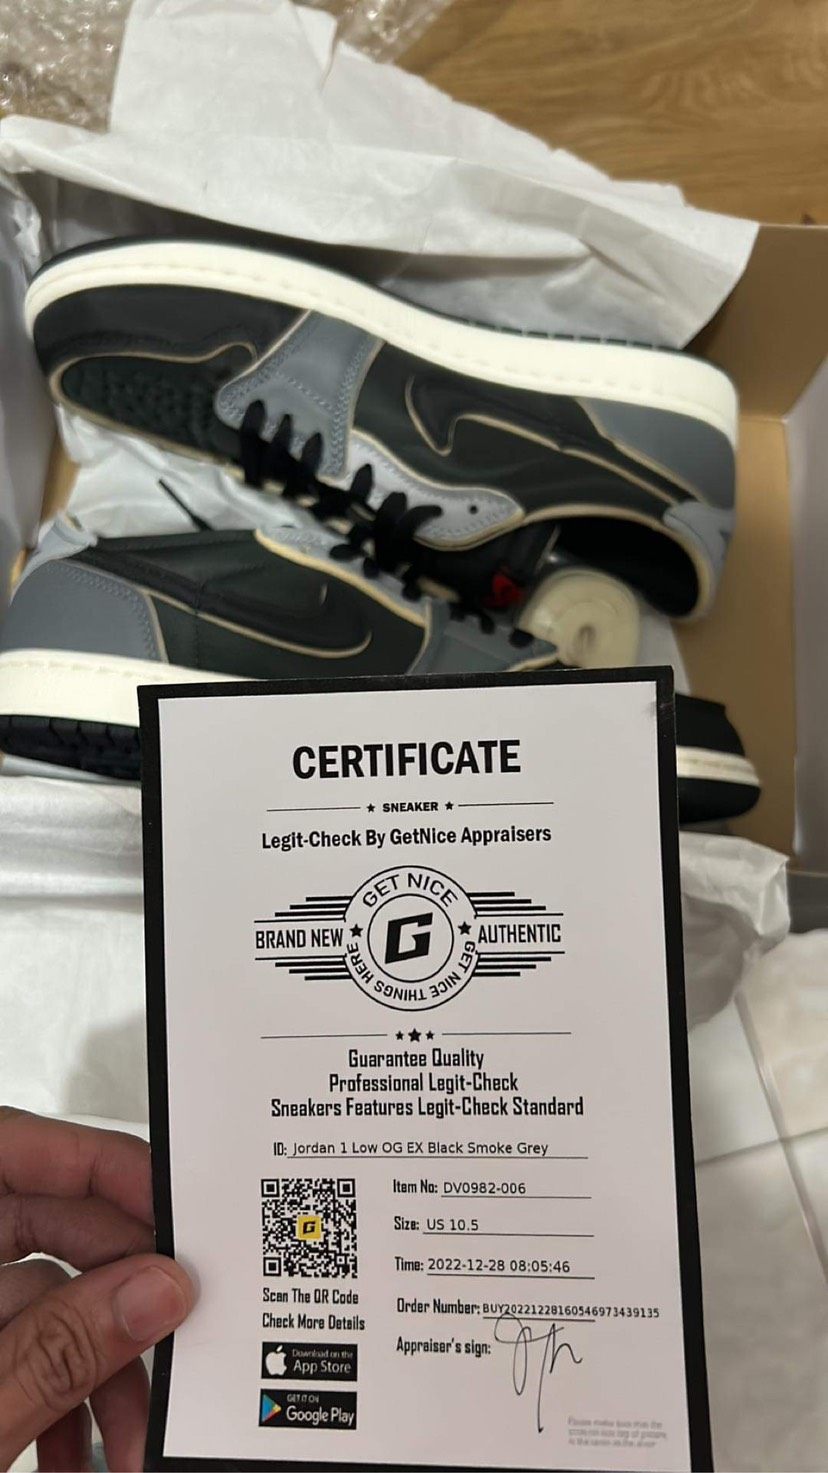 CERTIFICATE
★ SNEAKER ★
Legit-Check By GetNice Appraisers
GET NICE
BRAND NEW ★ G ★ AUTHENTIC
GET NICE THINGS HERE
★★★
Guarantee Quality
Professional Legit-Check
Sneakers Features Legit-Check Standard
ID: Jordan 1 Low OG EX Black Smoke Grey
Item No: DV0982-006
Size: US 10.5
Time: 2022-12-28 08:05:46
Order Number: BUY20221228160546973439135
Appraiser's sign:
Scan The QR Code
Check More Details
Download on the
App Store
GET IT ON
Google Play